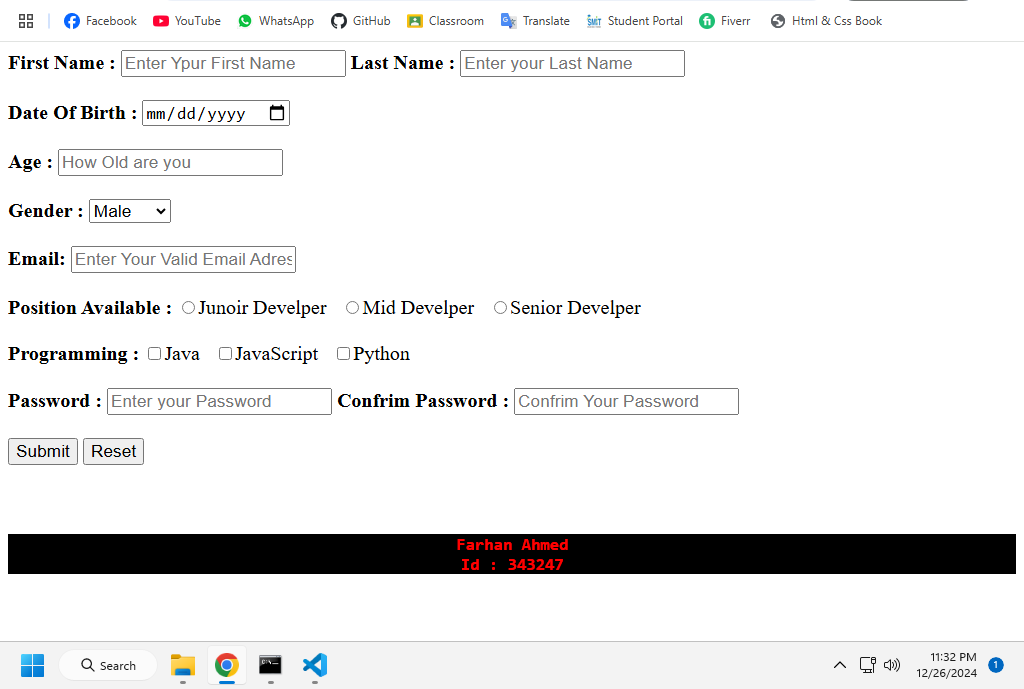 Facebook YouTube WhatsApp GitHub Classroom Translate SMIT Student Portal Fiverr Html & Css Book
First Name : Enter Ypur First Name Last Name : Enter your Last Name
Date Of Birth : mm/dd/yyyy
Age : How Old are you
Gender : Male
Email: Enter Your Valid Email Adres
Position Available : Junoir Develper Mid Develper Senior Develper
Programming : Java JavaScript Python
Password : Enter your Password Confrim Password : Confrim Your Password
Submit Reset
Farhan Ahmed
Id : 343247
Search 11:32 PM 1
12/26/2024